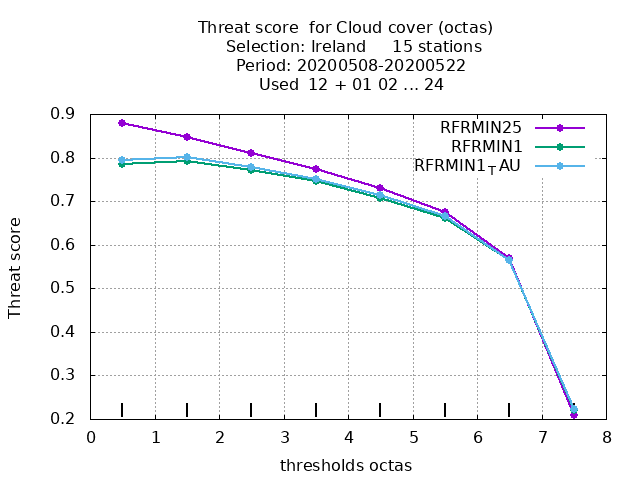 Threat score  for Cloud cover (octas)
Selection: Ireland     15 stations
Period: 20200508-20200522
Used  12 + 01 02 ... 24
RFRMIN25
RFRMIN1
RFRMIN1TAU
Threat score
0.9
0.8
0.7
0.6
0.5
0.4
0.3
0.2
0 1 2 3 4 5 6 7 8
thresholds octas